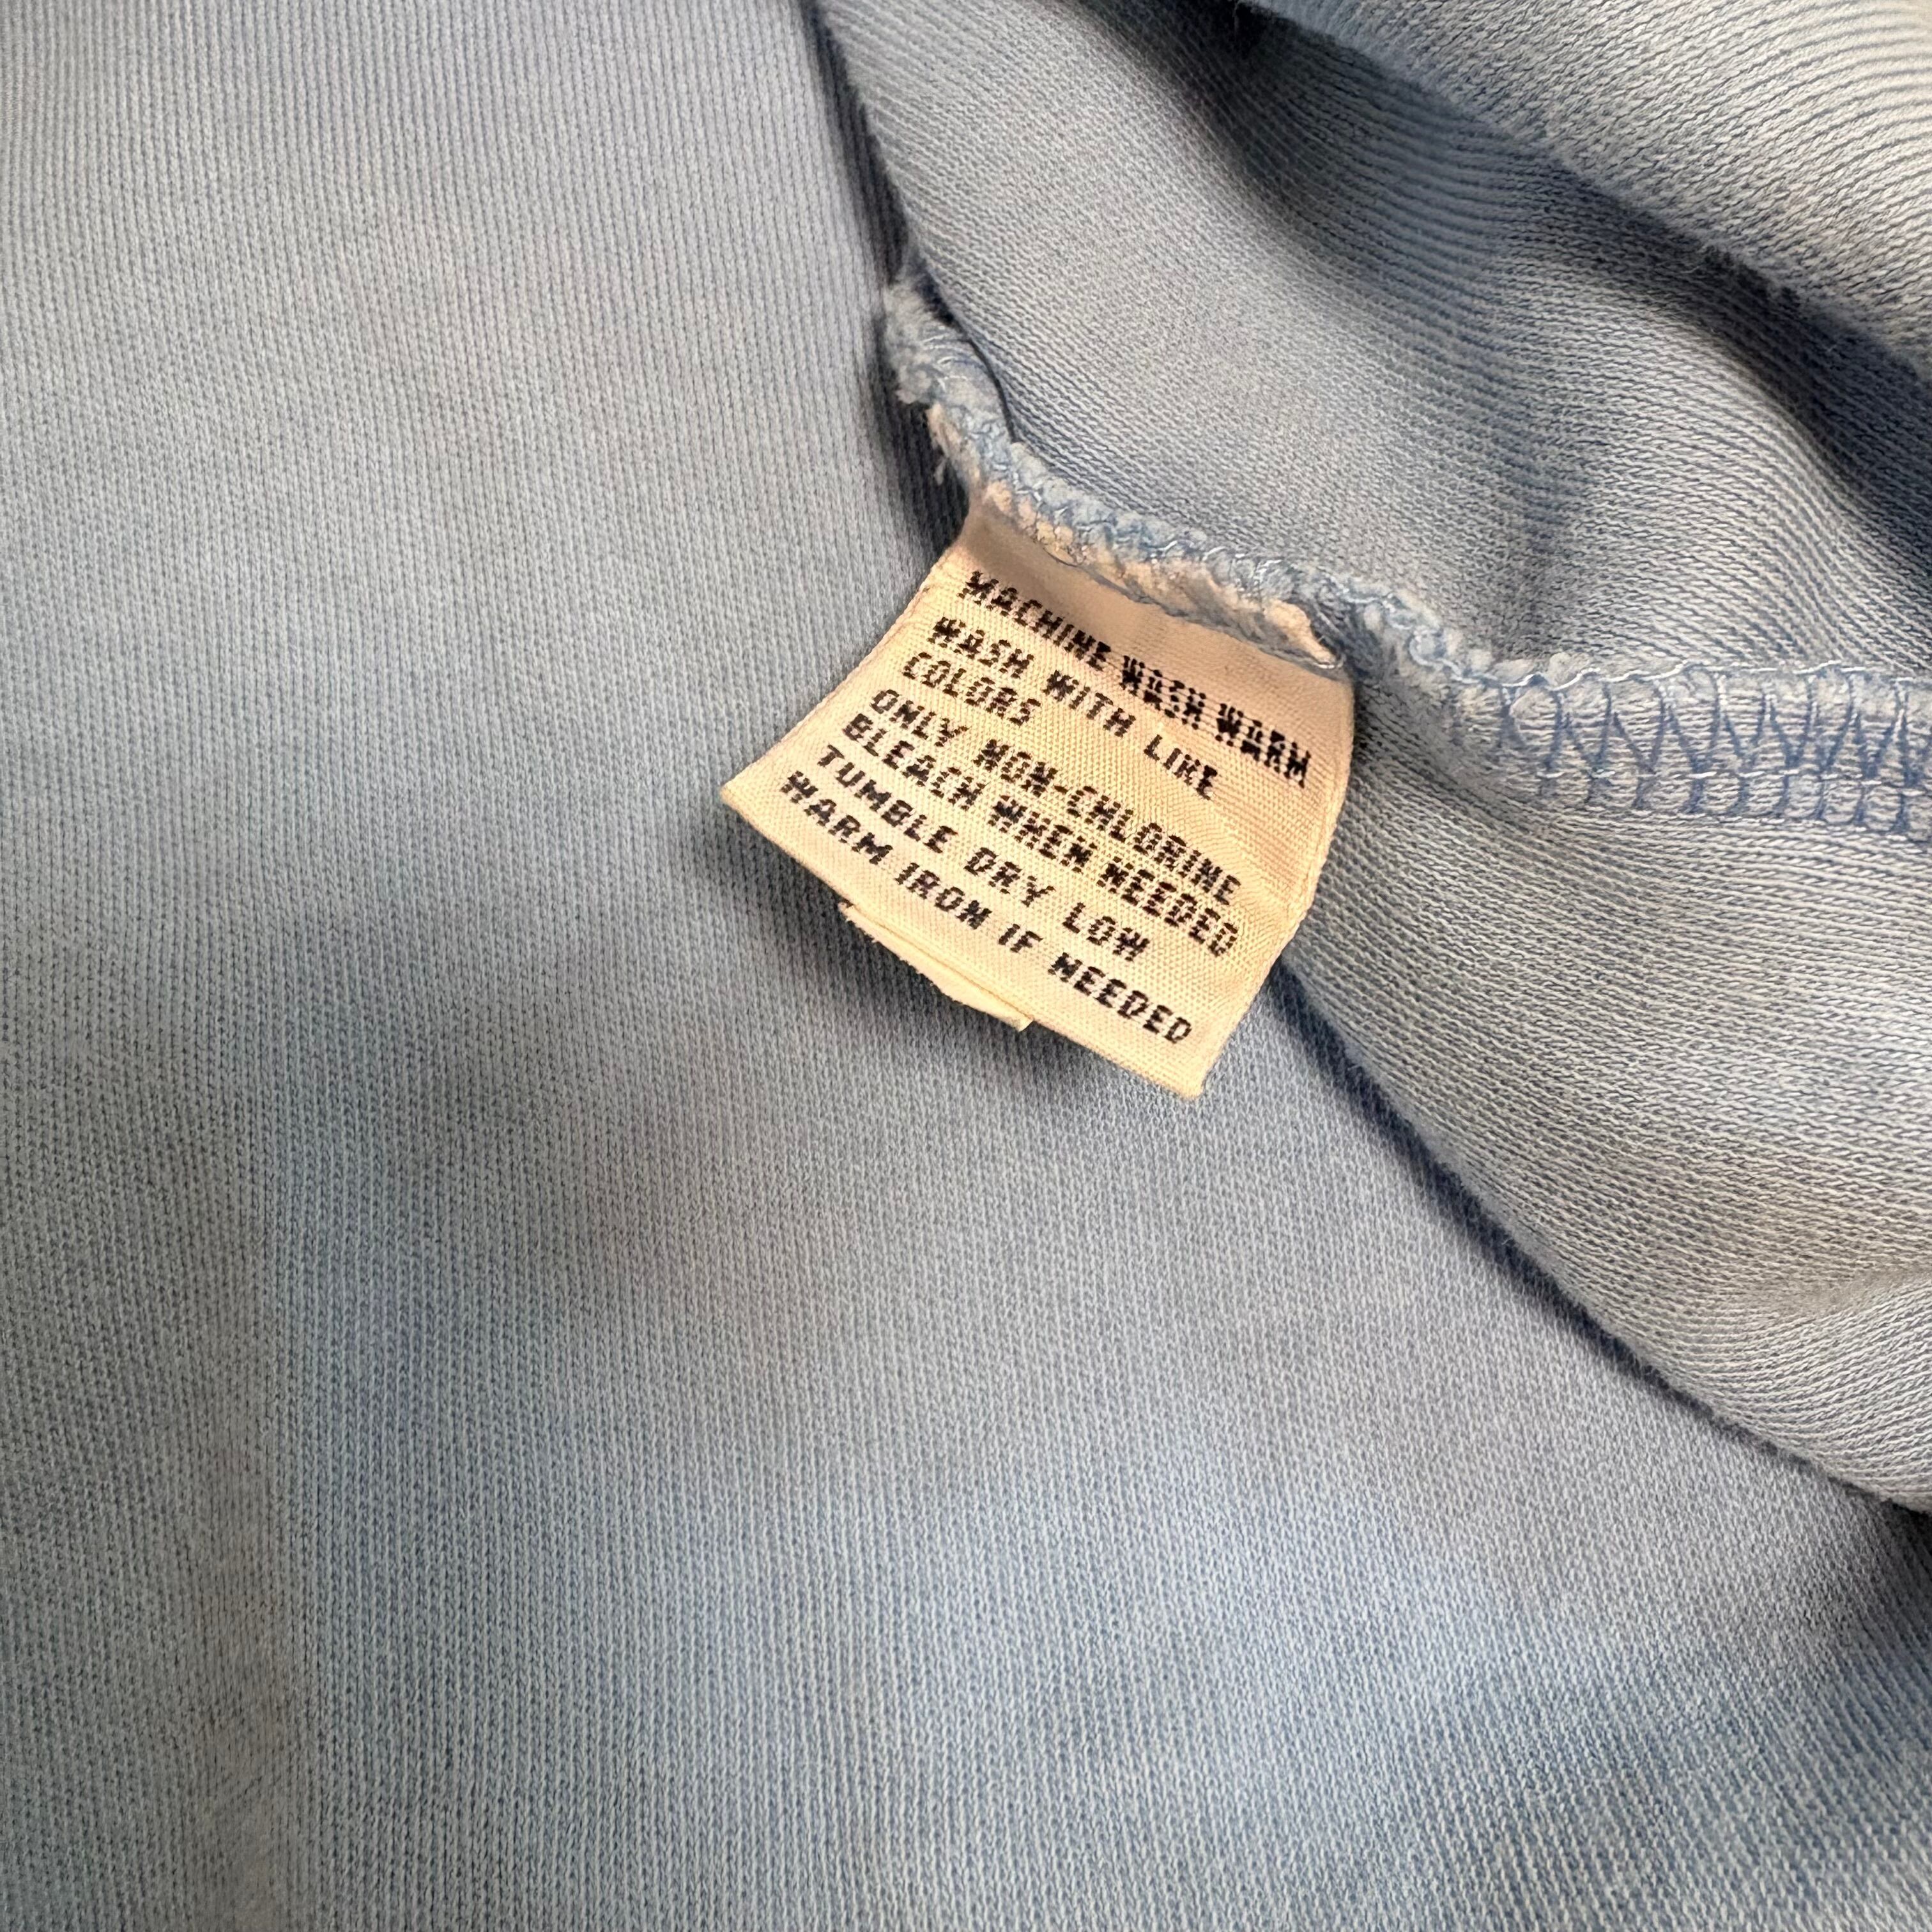 MACHINE WASH WARM
WASH WITH LIKE
COLORS
ONLY NON-CHLORINE
BLEACH WHEN NEEDED
TUMBLE DRY LOW
WARM IRON IF NEEDED